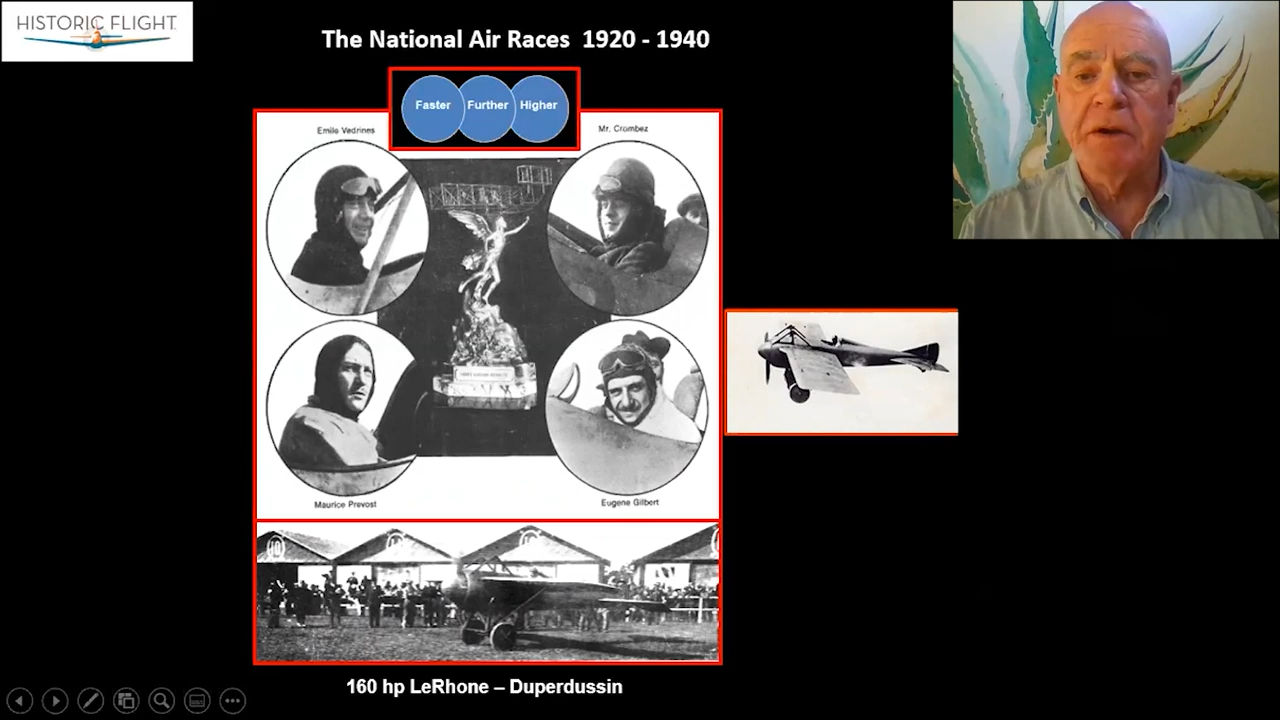 HISTORIC FLIGHT
The National Air Races 1920 - 1940
Faster Further Higher
Emile Vedrines
Mr. Crombez
Maurice Prevost
Eugene Gilbert
160 hp LeRhone – Duperdussin